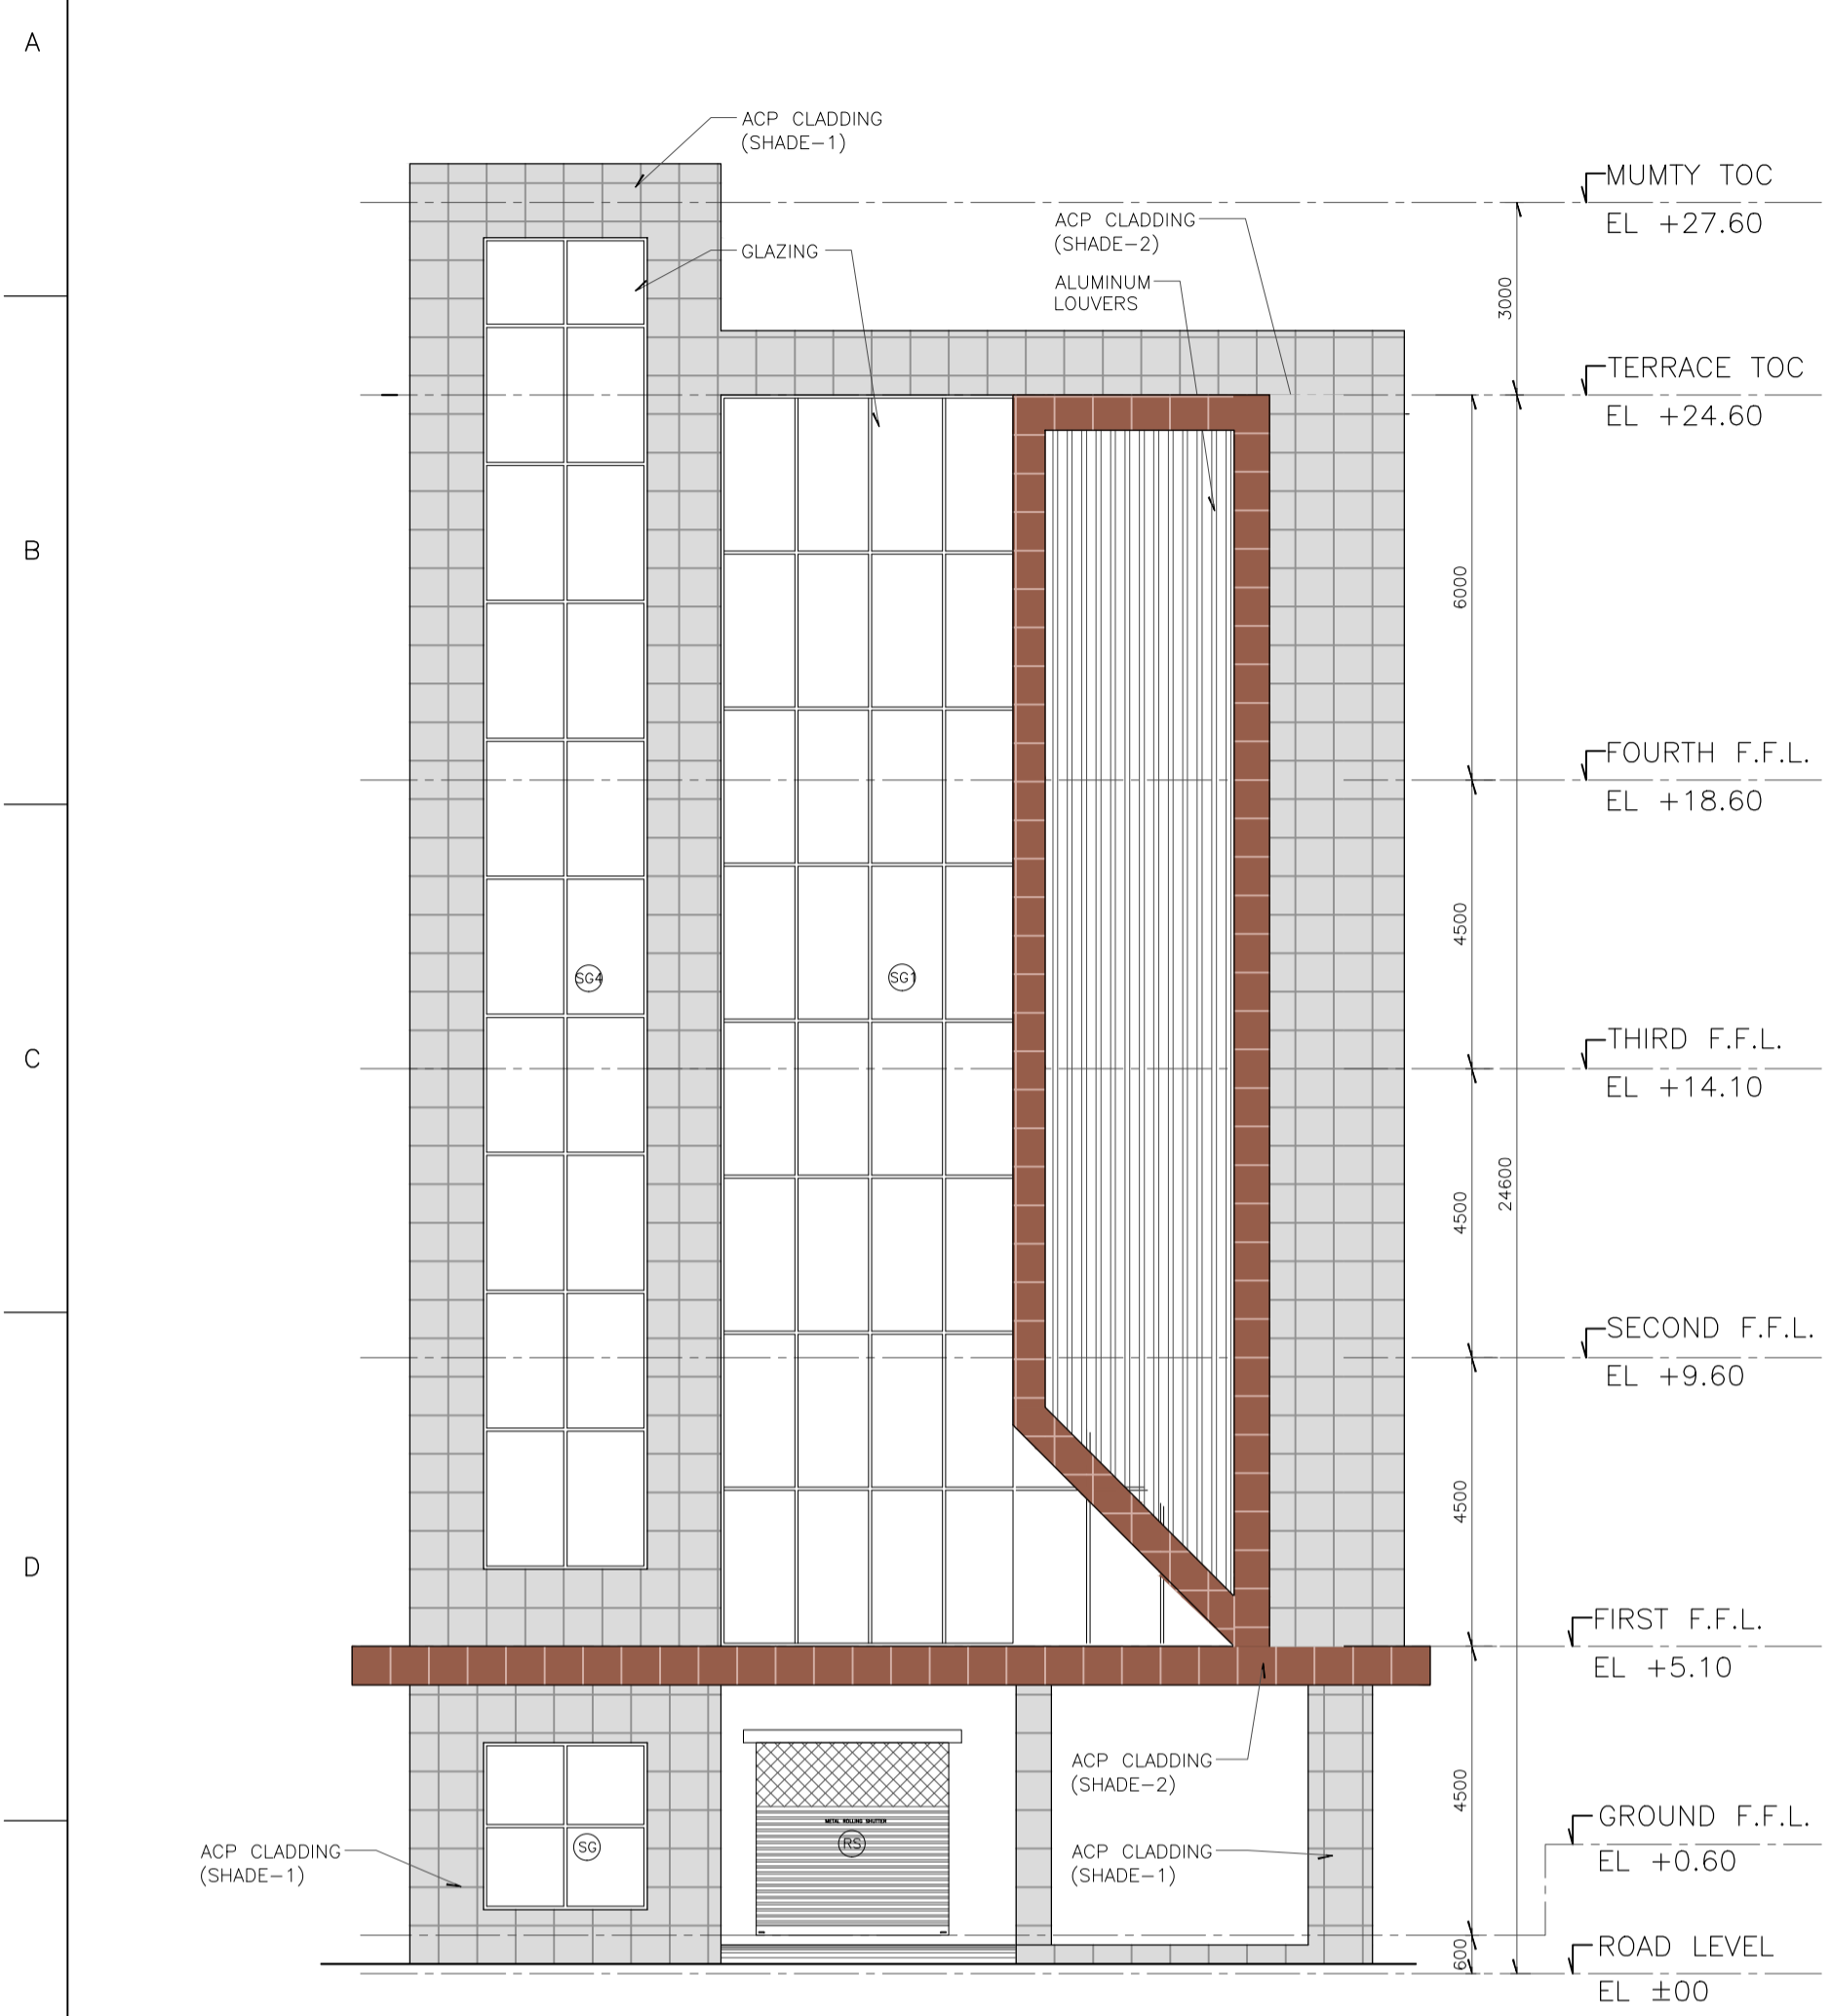 A
ACP CLADDING
(SHADE-1)
MUMTY TOC
EL +27.60
ACP CLADDING
(SHADE-2)
GLAZING
ALUMINUM
LOUVERS
3000
TERRACE TOC
EL +24.60
B
6000
FOURTH F.F.L.
EL +18.60
4500
SG4
SG1
C
THIRD F.F.L.
EL +14.10
24600
4500
SECOND F.F.L.
EL +9.60
4500
D
FIRST F.F.L.
EL +5.10
ACP CLADDING
(SHADE-2)
4500
METAL ROLLING SHUTTER
RS
SG
GROUND F.F.L.
EL +0.60
ACP CLADDING
(SHADE-1)
ACP CLADDING
(SHADE-1)
600
ROAD LEVEL
EL ±00